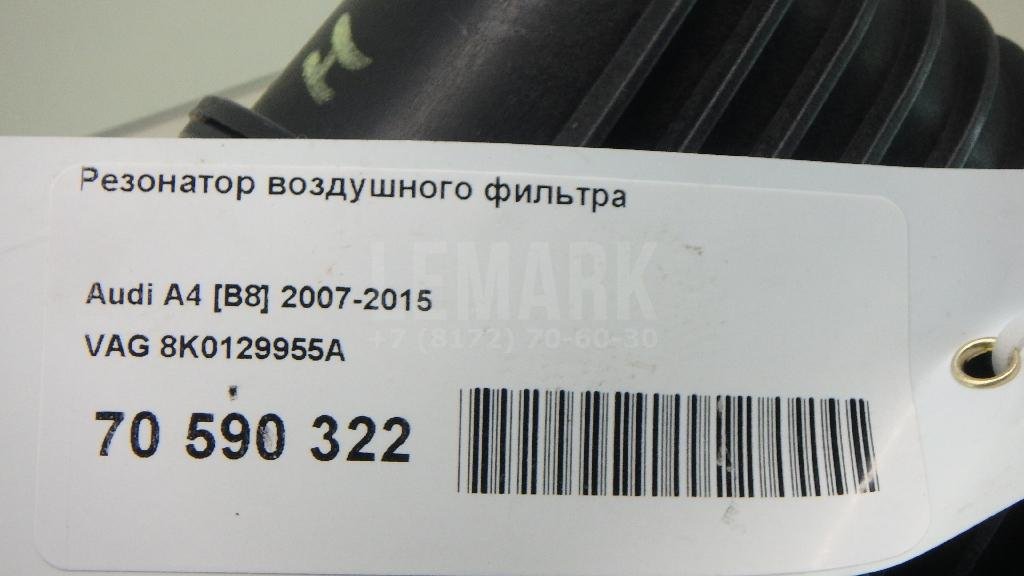 Резонатор воздушного фильтра
LEMARK
Audi A4 [B8] 2007-2015
+7 (8172) 70-60-30
VAG 8K0129955A
70 590 322